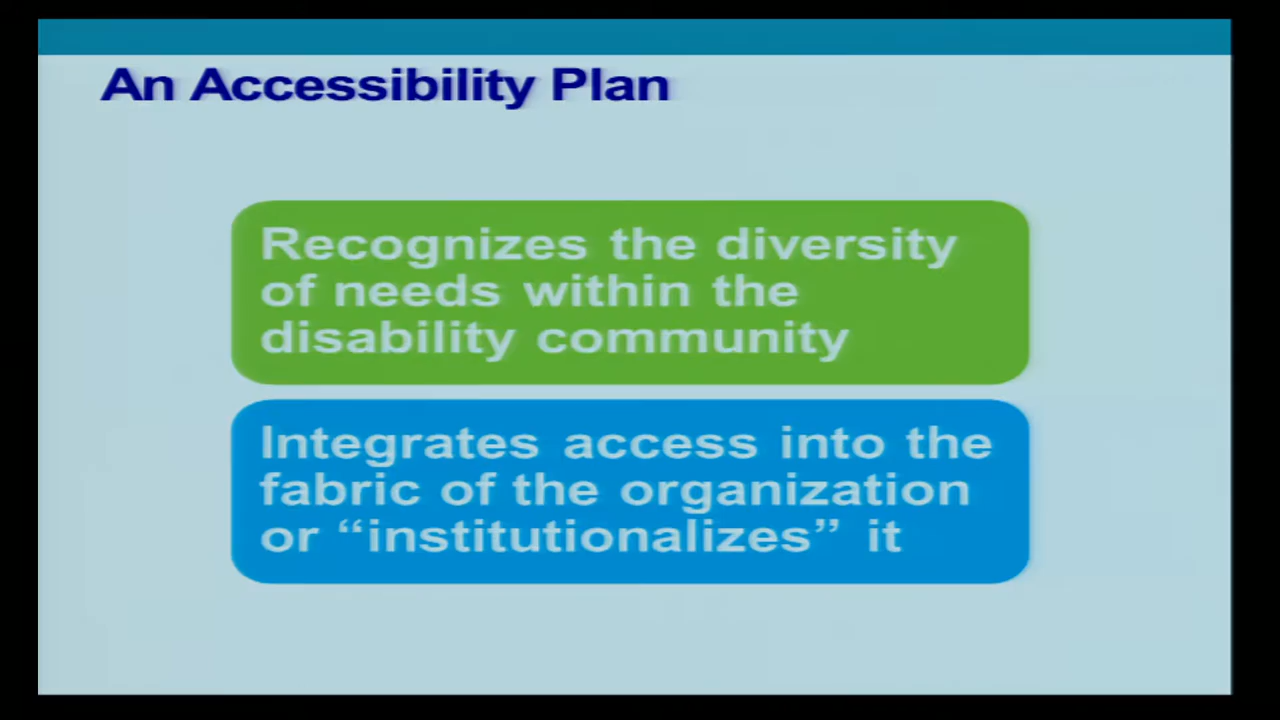 An Accessibility Plan
Recognizes the diversity
of needs within the
disability community
Integrates access into the
fabric of the organization
or “institutionalizes” it